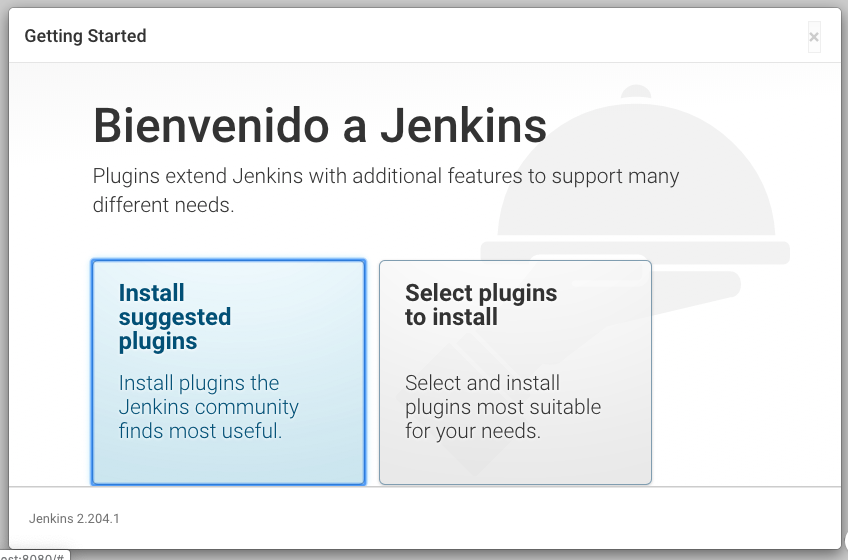 Getting Started
×
Bienvenido a Jenkins
Plugins extend Jenkins with additional features to support many
different needs.
Install
suggested
plugins
Install plugins the
Jenkins community
finds most useful.
Select plugins
to install
Select and install
plugins most suitable
for your needs.
Jenkins 2.204.1
ost:8080/#